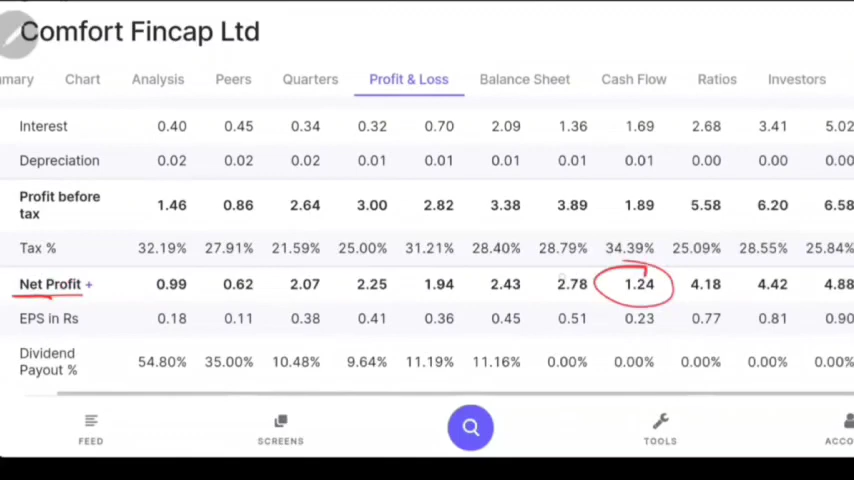 Comfort Fincap Ltd
mmary Chart Analysis Peers Quarters Profit & Loss Balance Sheet Cash Flow Ratios Investors
Interest 0.40 0.45 0.34 0.32 0.70 2.09 1.36 1.69 2.68 3.41 5.02
Depreciation 0.02 0.02 0.02 0.01 0.01 0.01 0.01 0.01 0.00 0.00 0.00
Profit before
tax 1.46 0.86 2.64 3.00 2.82 3.38 3.89 1.89 5.58 6.20 6.58
Tax % 32.19% 27.91% 21.59% 25.00% 31.21% 28.40% 28.79% 34.39% 25.09% 28.55% 25.84%
Net Profit + 0.99 0.62 2.07 2.25 1.94 2.43 2.78 1.24 4.18 4.42 4.88
EPS in Rs 0.18 0.11 0.38 0.41 0.36 0.45 0.51 0.23 0.77 0.81 0.90
Dividend
Payout % 54.80% 35.00% 10.48% 9.64% 11.19% 11.16% 0.00% 0.00% 0.00% 0.00% 0.00%
FEED SCREENS TOOLS ACCO